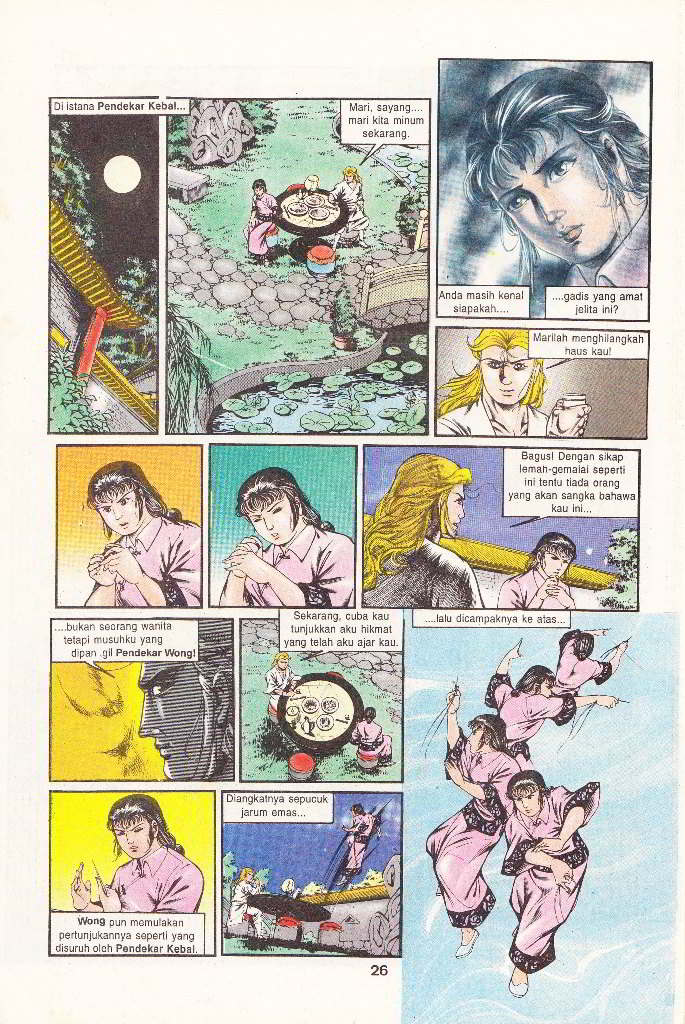 Di istana Pendekar Kebal...
Mari, sayang....
mari kita minum
sekarang.
Anda masih kenal
siapakah....
....gadis yang amat
jelita ini?
Marilah menghilangkah
haus kau!
Bagus! Dengan sikap
lemah-gemalai seperti
ini tentu tiada orang
yang akan sangka bahawa
kau ini...
....bukan seorang wanita
tetapi musuhku yang
dipan .gil Pendekar Wong!
Sekarang, cuba kau
tunjukkan aku hikmat
yang telah aku ajar kau.
....lalu dicampaknya ke atas...
Wong pun memulakan
pertunjukannya seperti yang
disuruh oloh Pendekar Kebal.
Diangkatnya sepucuk
jarum emas...
26